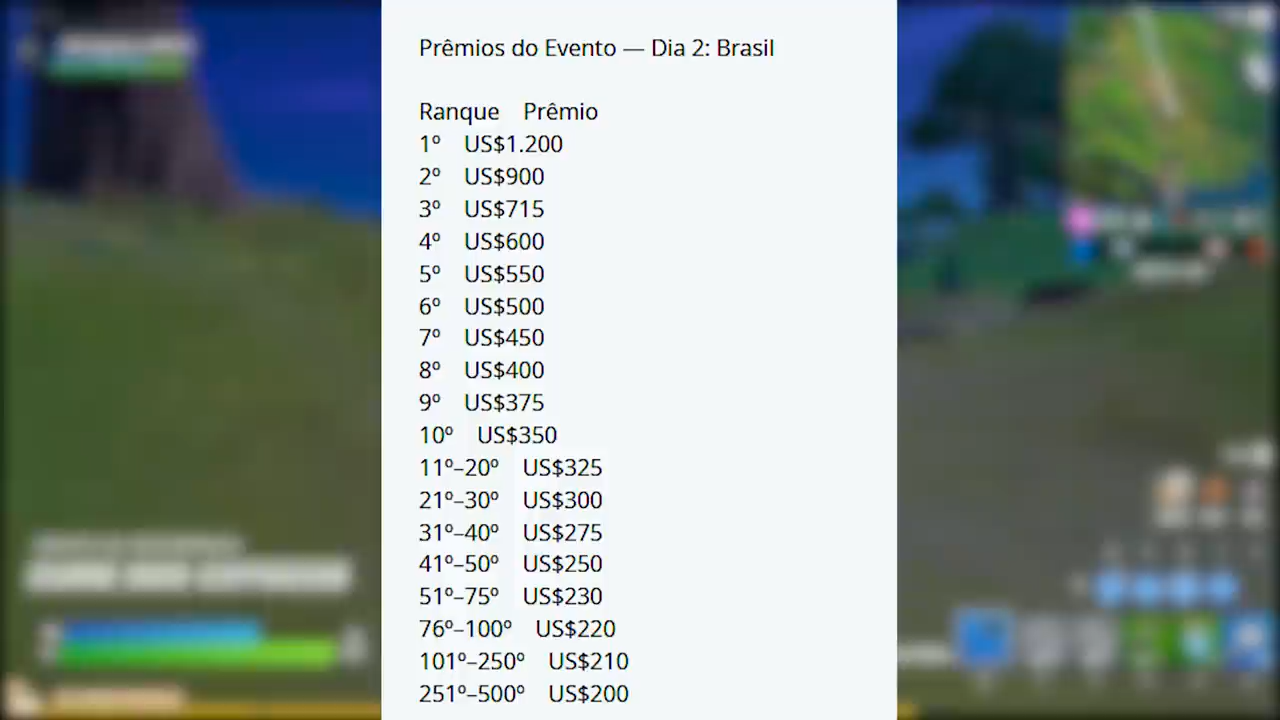 Prêmios do Evento — Dia 2: Brasil
Ranque Prêmio
1º US$1.200
2º US$900
3º US$715
4º US$600
5º US$550
6º US$500
7º US$450
8º US$400
9º US$375
10º US$350
11º–20º US$325
21º–30º US$300
31º–40º US$275
41º–50º US$250
51º–75º US$230
76º–100º US$220
101º–250º US$210
251º–500º US$200